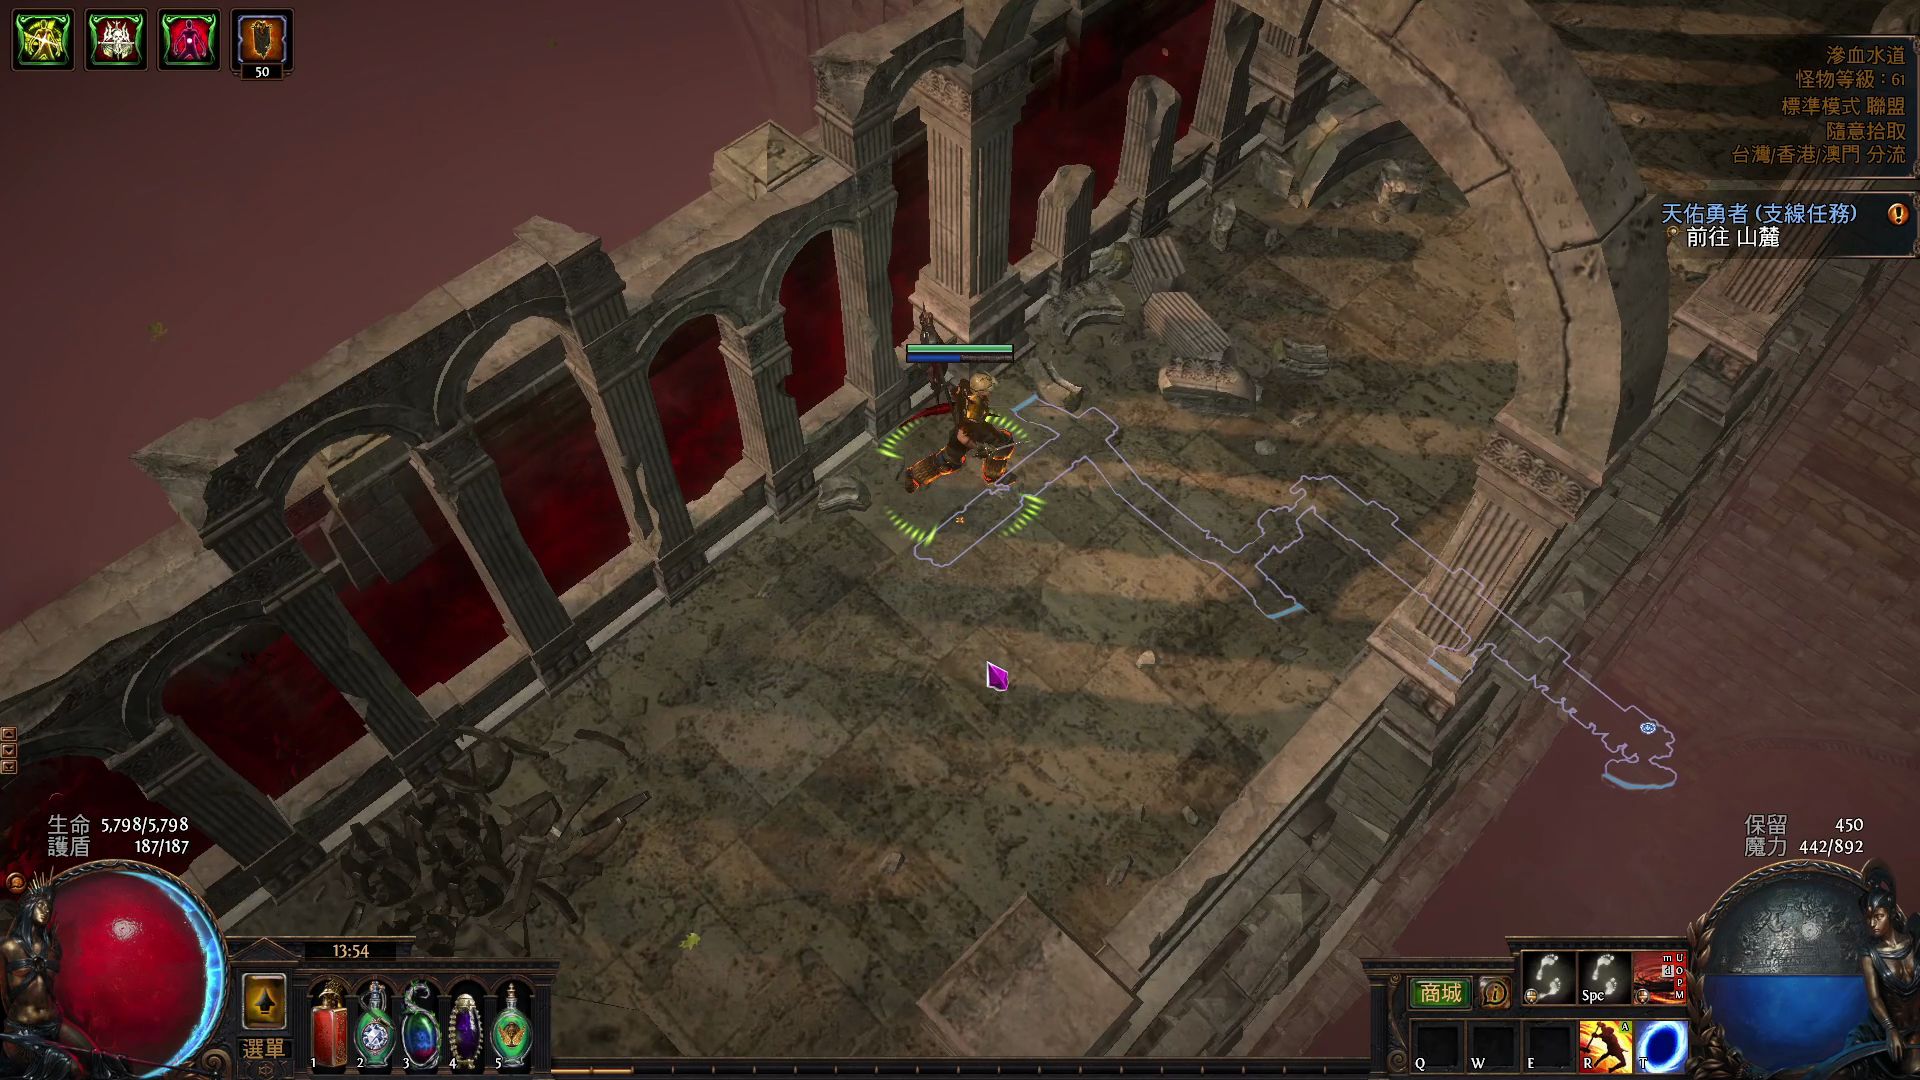 50
滲血水道
怪物等級：61
標準模式 聯盟
隨意拾取
台灣/香港/澳門 分流
天佑勇者 (支線任務)
前往 山麓
生命 5,798/5,798
護盾 187/187
保留 450
魔力 442/892
13:54
選單
1 2 3 4 5
商城
Spc
m U
d O
P
M
A
Q W E R T